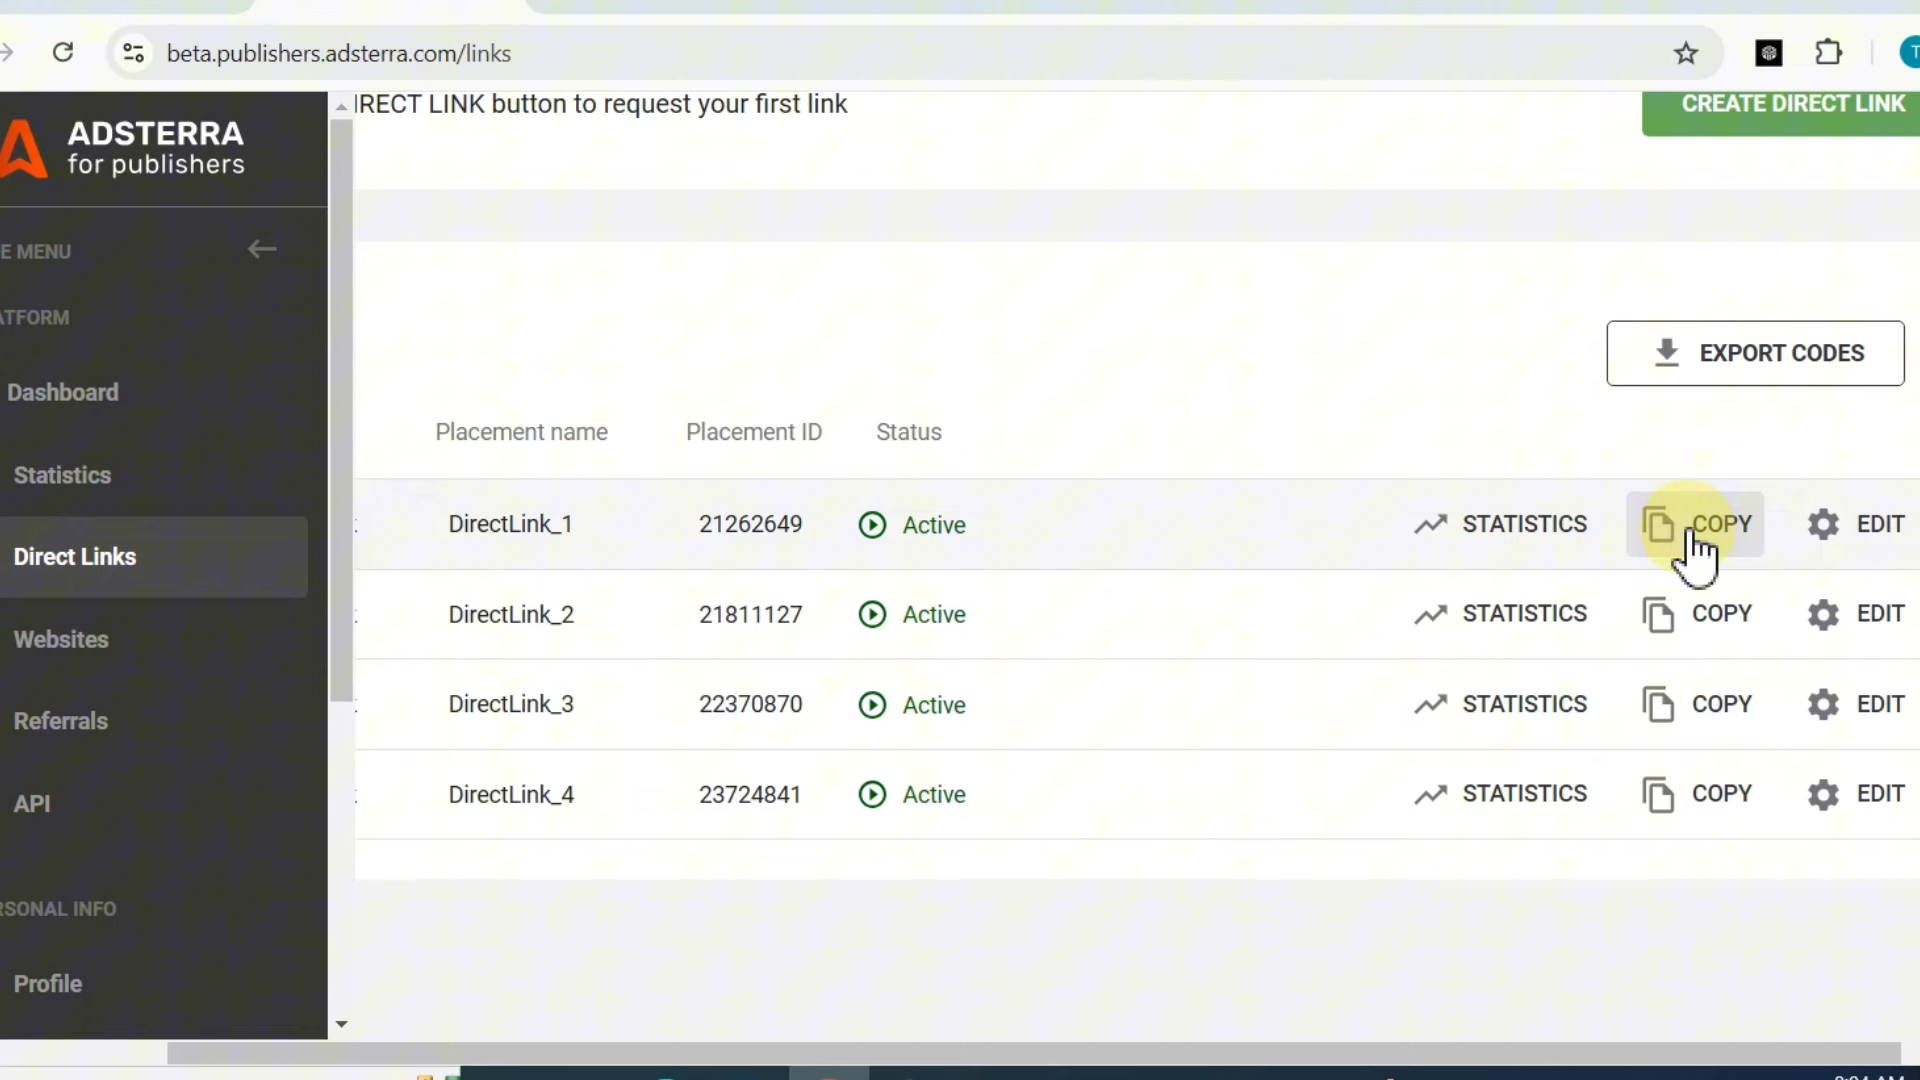 beta.publishers.adsterra.com/links
T
ADSTERRA
for publishers
IRECT LINK button to request your first link
CREATE DIRECT LINK
E MENU
ATFORM
Dashboard
Statistics
Direct Links
Websites
Referrals
API
RSONAL INFO
Profile
EXPORT CODES
Placement name Placement ID Status
DirectLink_1 21262649 Active STATISTICS COPY EDIT
DirectLink_2 21811127 Active STATISTICS COPY EDIT
DirectLink_3 22370870 Active STATISTICS COPY EDIT
DirectLink_4 23724841 Active STATISTICS COPY EDIT